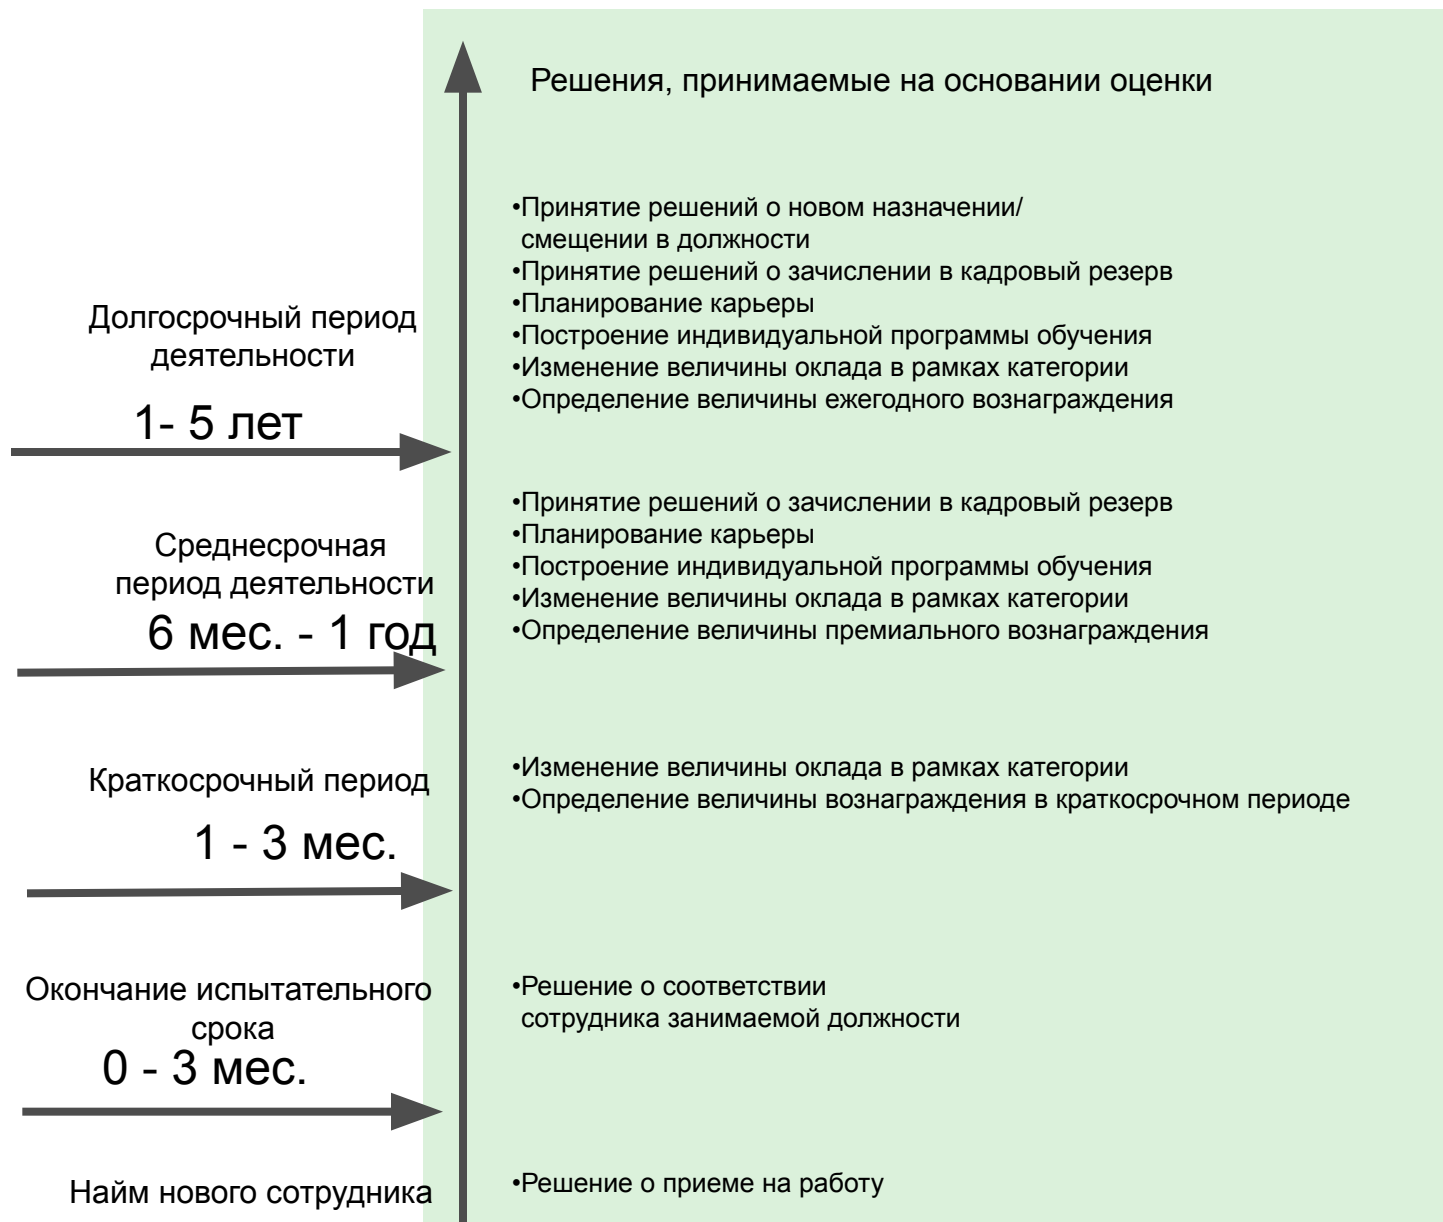 Решения, принимаемые на основании оценки
•Принятие решений о новом назначении/
смещении в должности
•Принятие решений о зачислении в кадровый резерв
•Планирование карьеры
•Построение индивидуальной программы обучения
•Изменение величины оклада в рамках категории
•Определение величины ежегодного вознаграждения
Долгосрочный период
деятельности
1- 5 лет
•Принятие решений о зачислении в кадровый резерв
•Планирование карьеры
•Построение индивидуальной программы обучения
•Изменение величины оклада в рамках категории
•Определение величины премиального вознаграждения
Среднесрочная
период деятельности
6 мес. - 1 год
•Изменение величины оклада в рамках категории
•Определение величины вознаграждения в краткосрочном периоде
Краткосрочный период
1 - 3 мес.
•Решение о соответствии
сотрудника занимаемой должности
Окончание испытательного
срока
0 - 3 мес.
•Решение о приеме на работу
Найм нового сотрудника